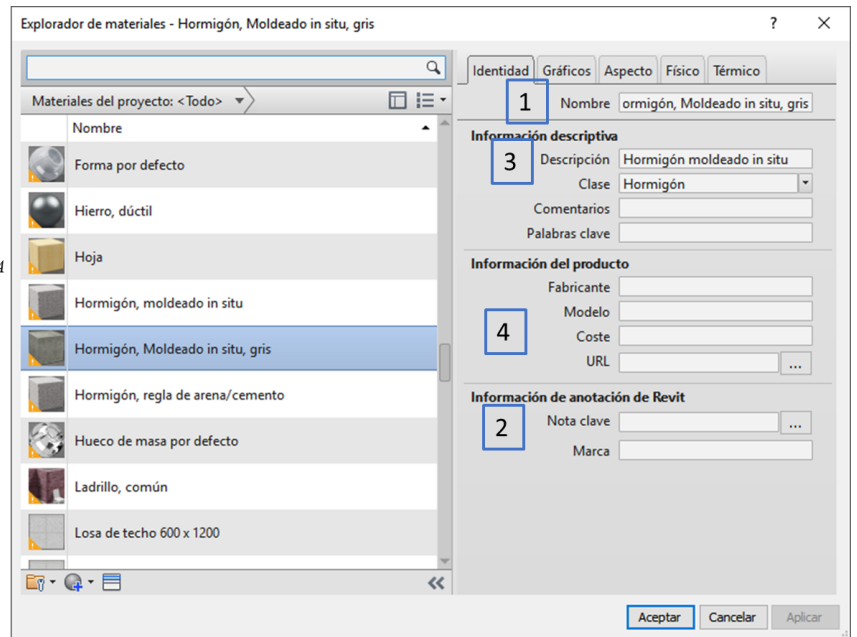 Explorador de materiales - Hormigón, Moldeado in situ, gris
?
Materiales del proyecto: <Todo>
Nombre
Forma por defecto
Hierro, dúctil
Hoja
Hormigón, moldeado in situ
Hormigón, Moldeado in situ, gris
Hormigón, regla de arena/cemento
Hueco de masa por defecto
Ladrillo, común
Losa de techo 600 x 1200
Identidad Gráficos Aspecto Físico Térmico
1
Nombre ormigón, Moldeado in situ, gris
Información descriptiva
3
Descripción Hormigón moldeado in situ
Clase Hormigón
Comentarios
Palabras clave
Información del producto
Fabricante
Modelo
4
Coste
URL ...
Información de anotación de Revit
2
Nota clave ...
Marca
Aceptar Cancelar Aplicar